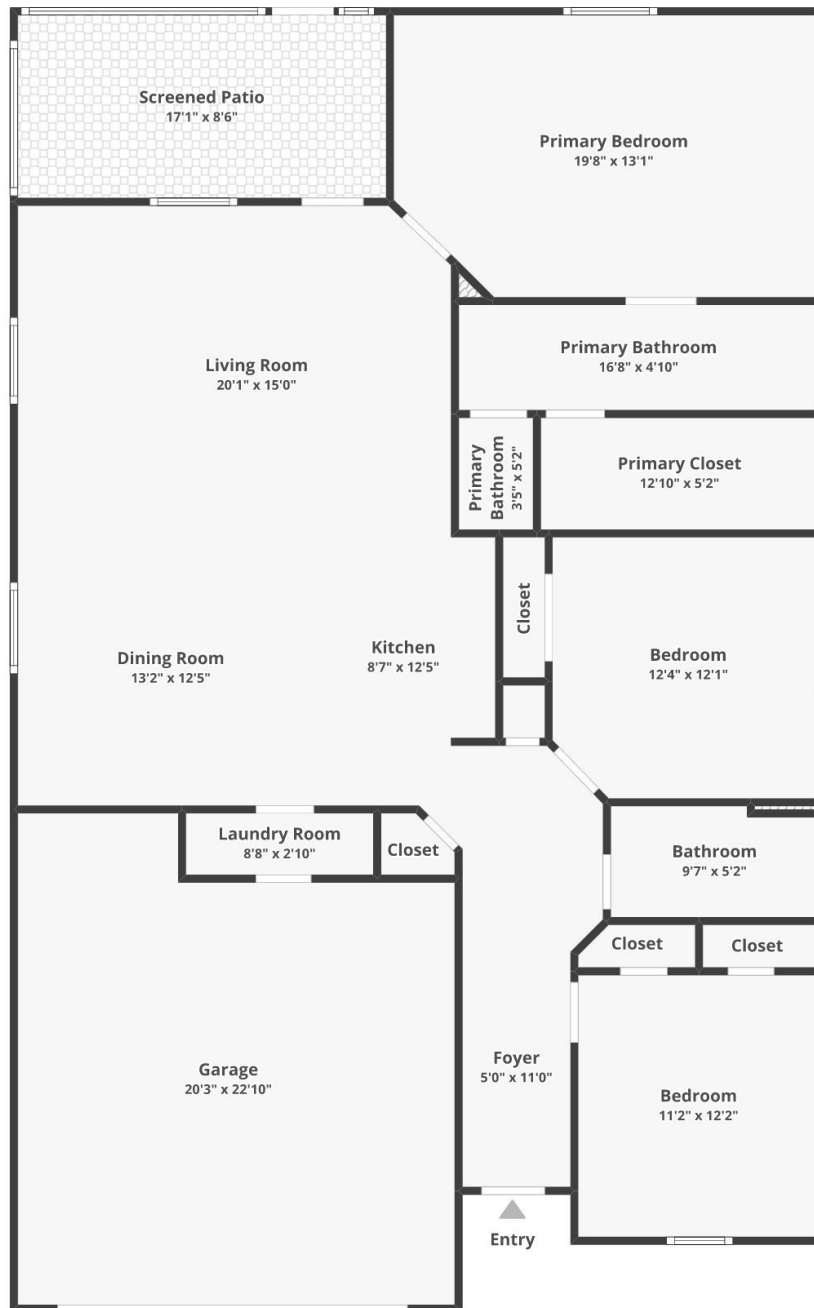 Screened Patio
17'1" x 8'6"
Primary Bedroom
19'8" x 13'1"
Living Room
20'1" x 15'0"
Primary Bathroom
16'8" x 4'10"
Primary
Bathroom
3'5" x 5'2"
Primary Closet
12'10" x 5'2"
Closet
Dining Room
13'2" x 12'5"
Kitchen
8'7" x 12'5"
Bedroom
12'4" x 12'1"
Laundry Room
8'8" x 2'10"
Closet
Bathroom
9'7" x 5'2"
Closet
Closet
Garage
20'3" x 22'10"
Foyer
5'0" x 11'0"
Bedroom
11'2" x 12'2"
Entry